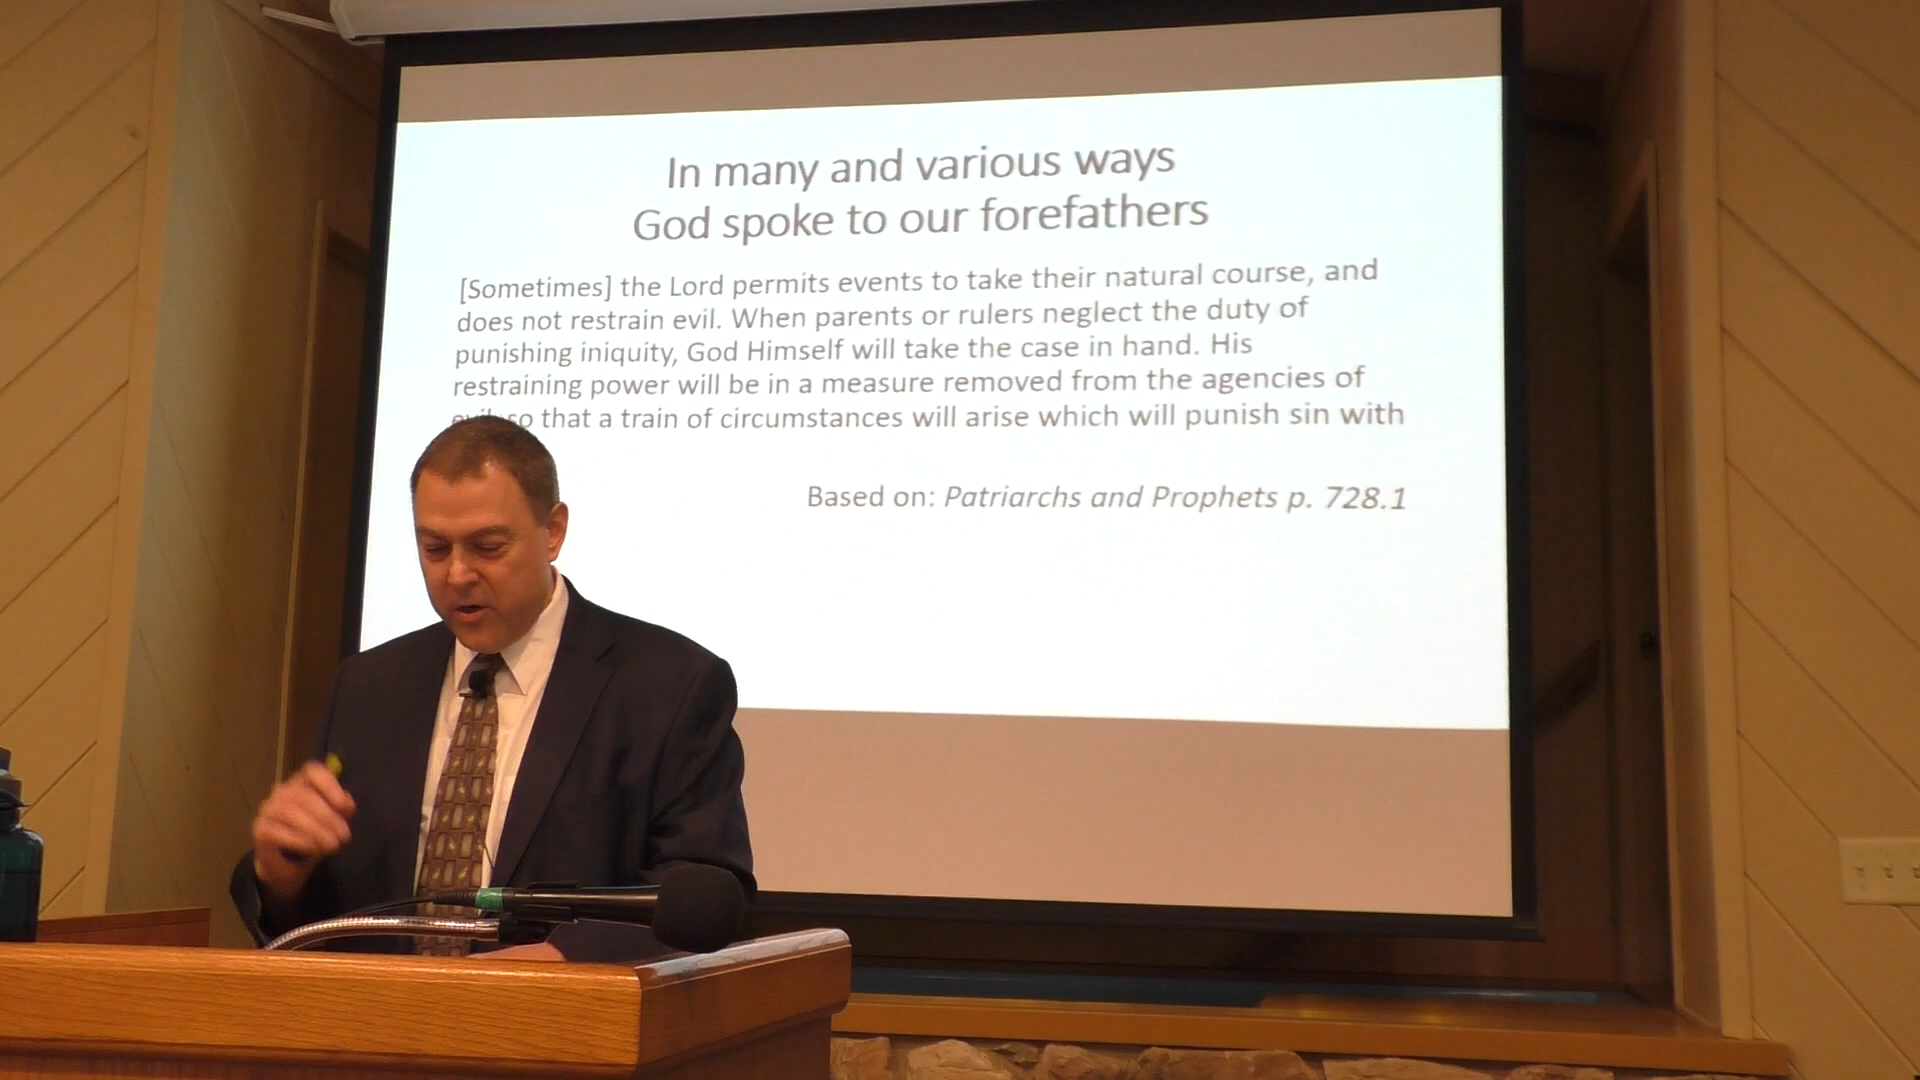 In many and various ways
God spoke to our forefathers
[Sometimes] the Lord permits events to take their natural course, and
does not restrain evil. When parents or rulers neglect the duty of
punishing iniquity, God Himself will take the case in hand. His
restraining power will be in a measure removed from the agencies of
so that a train of circumstances will arise which will punish sin with
Based on: Patriarchs and Prophets p. 728.1